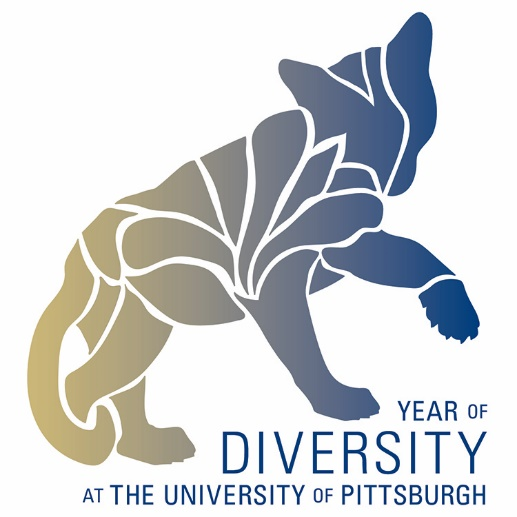 YEAR OF
DIVERSITY
AT THE UNIVERSITY OF PITTSBURGH